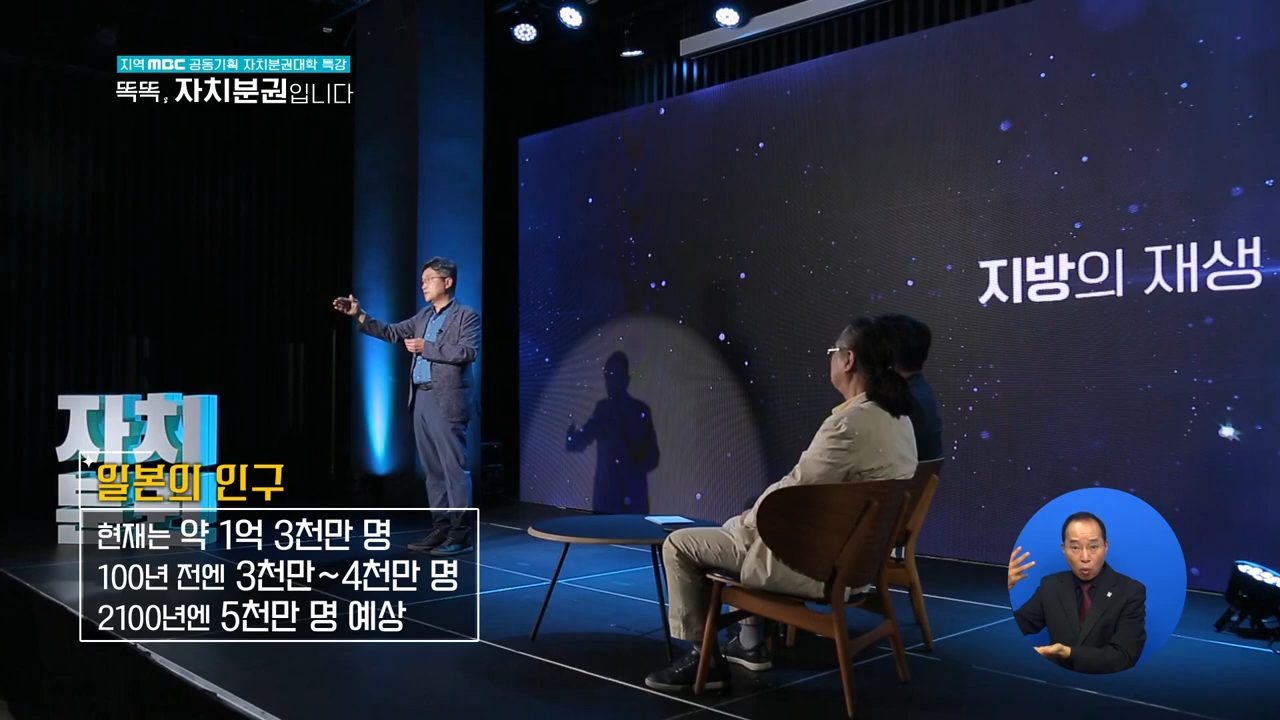 지역 MBC 공동기획 자치분권대학 특강
똑똑, 자치분권입니다
지방의 재생
자치
일본의 인구
현재는 약 1억 3천만 명
100년 전엔 3천만~4천만 명
2100년엔 5천만 명 예상